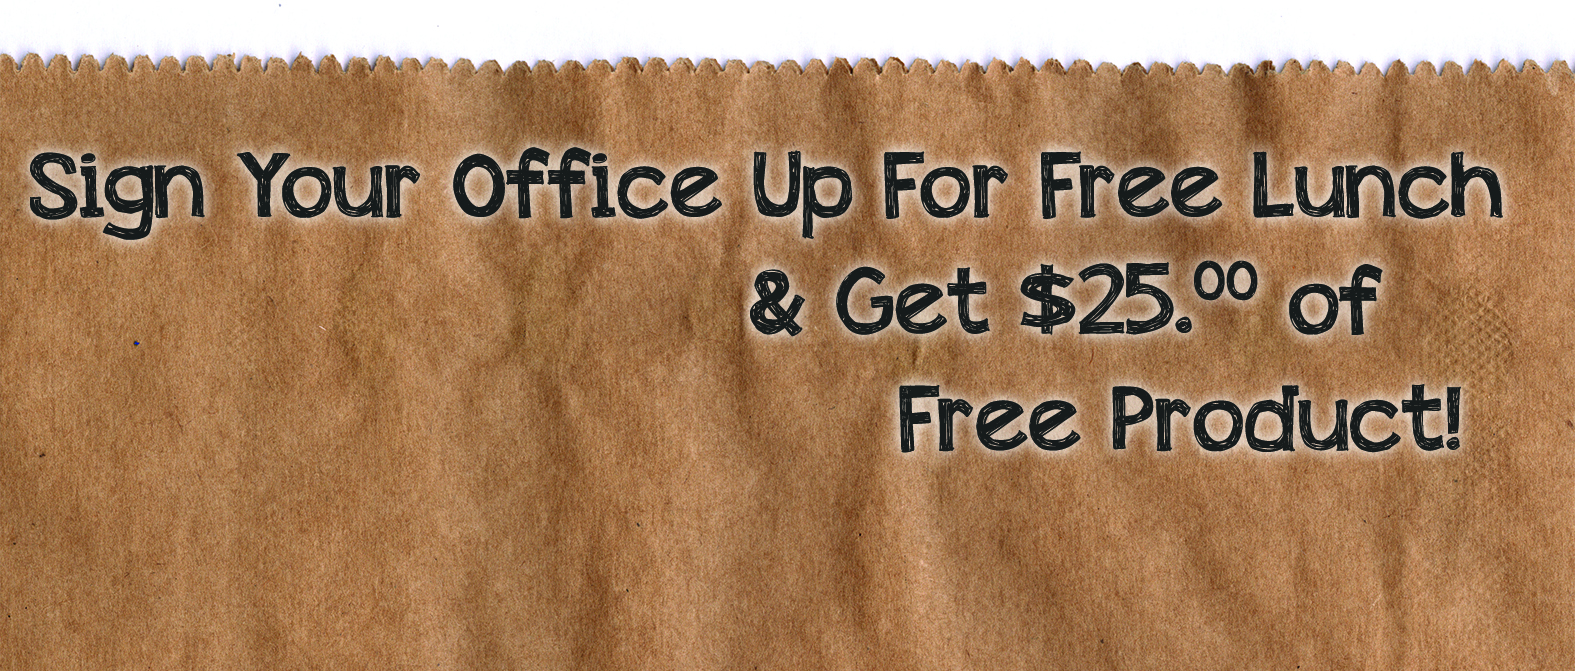 Sign Your Office Up For Free Lunch
& Get $25.00 of
Free Product!